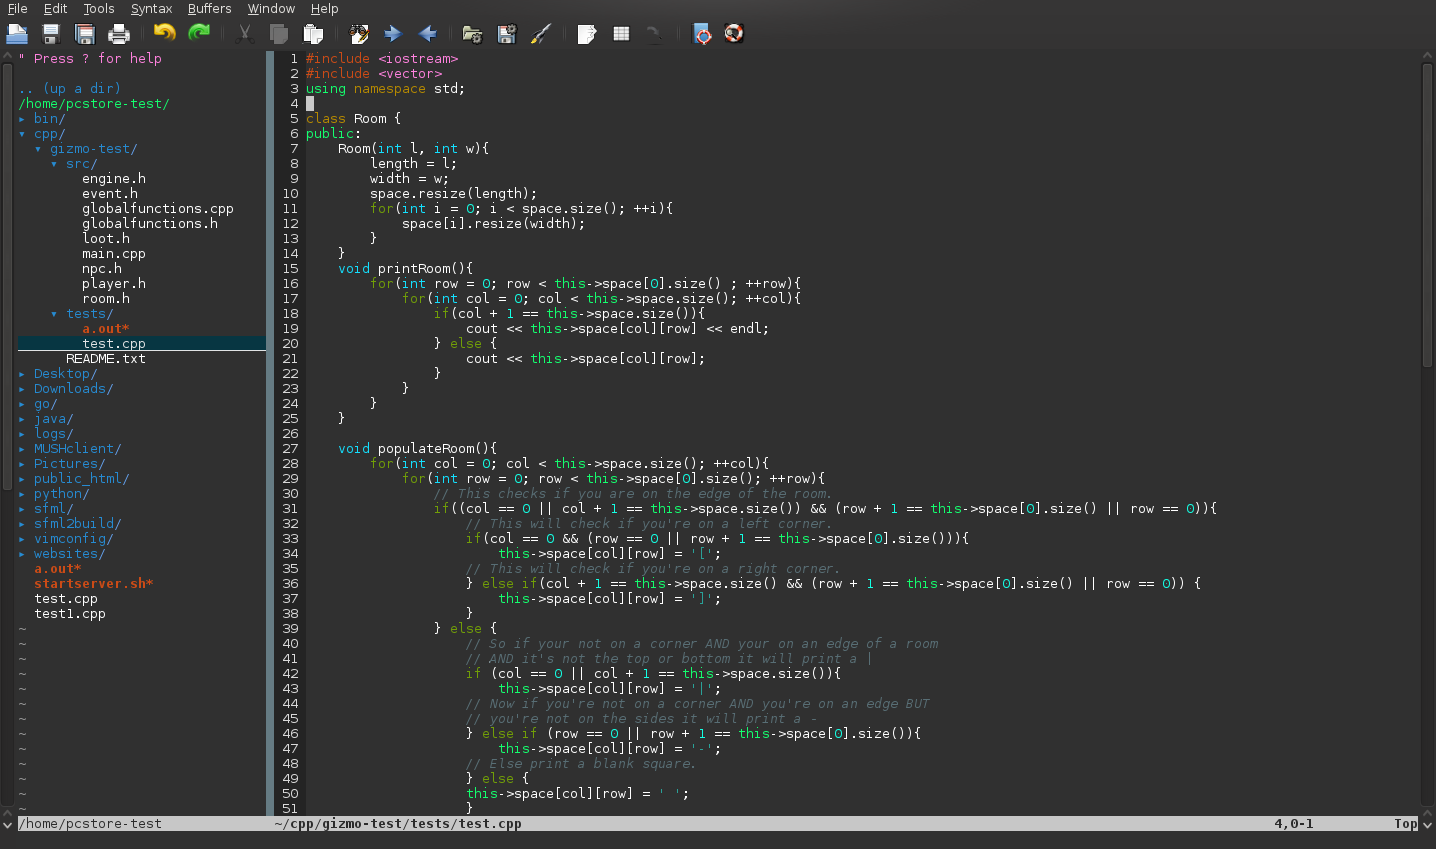 File Edit Tools Syntax Buffers Window Help
" Press ? for help
.. (up a dir)
/home/pcstore-test/
▸ bin/
▾ cpp/
▾ gizmo-test/
▾ src/
engine.h
event.h
globalfunctions.cpp
globalfunctions.h
loot.h
main.cpp
npc.h
player.h
room.h
▾ tests/
a.out*
test.cpp
README.txt
▸ Desktop/
▸ Downloads/
▸ go/
▸ java/
▸ logs/
▸ MUSHclient/
▸ Pictures/
▸ public_html/
▸ python/
▸ sfml/
▸ sfml2build/
▸ vimconfig/
▸ websites/
a.out*
startserver.sh*
test.cpp
test1.cpp
~
~
~
~
~
~
~
~
~
~
~
~
~
/home/pcstore-test
1 #include <iostream>
2 #include <vector>
3 using namespace std;
4
5 class Room {
6 public:
7     Room(int l, int w){
8         length = l;
9         width = w;
10         space.resize(length);
11         for(int i = 0; i < space.size(); ++i){
12             space[i].resize(width);
13         }
14     }
15     void printRoom(){
16         for(int row = 0; row < this->space[0].size() ; ++row){
17             for(int col = 0; col < this->space.size(); ++col){
18                 if(col + 1 == this->space.size()){
19                     cout << this->space[col][row] << endl;
20                 } else {
21                     cout << this->space[col][row];
22                 }
23             }
24         }
25     }
26
27     void populateRoom(){
28         for(int col = 0; col < this->space.size(); ++col){
29             for(int row = 0; row < this->space[0].size(); ++row){
30                 // This checks if you are on the edge of the room.
31                 if((col == 0 || col + 1 == this->space.size()) && (row + 1 == this->space[0].size() || row == 0)){
32                     // This will check if you're on a left corner.
33                     if(col == 0 && (row == 0 || row + 1 == this->space[0].size())){
34                         this->space[col][row] = '[';
35                     // This will check if you're on a right corner.
36                     } else if(col + 1 == this->space.size() && (row + 1 == this->space[0].size() || row == 0)) {
37                         this->space[col][row] = ']';
38                     }
39                 } else {
40                     // So if your not on a corner AND your on an edge of a room
41                     // AND it's not the top or bottom it will print a |
42                     if (col == 0 || col + 1 == this->space.size()){
43                         this->space[col][row] = '|';
44                     // Now if you're not on a corner AND you're on an edge BUT
45                     // you're not on the sides it will print a -
46                     } else if (row == 0 || row + 1 == this->space[0].size()){
47                         this->space[col][row] = '-';
48                     // Else print a blank square.
49                     } else {
50                     this->space[col][row] = ' ';
51                     }
~/cpp/gizmo-test/tests/test.cpp 4,0-1 Top